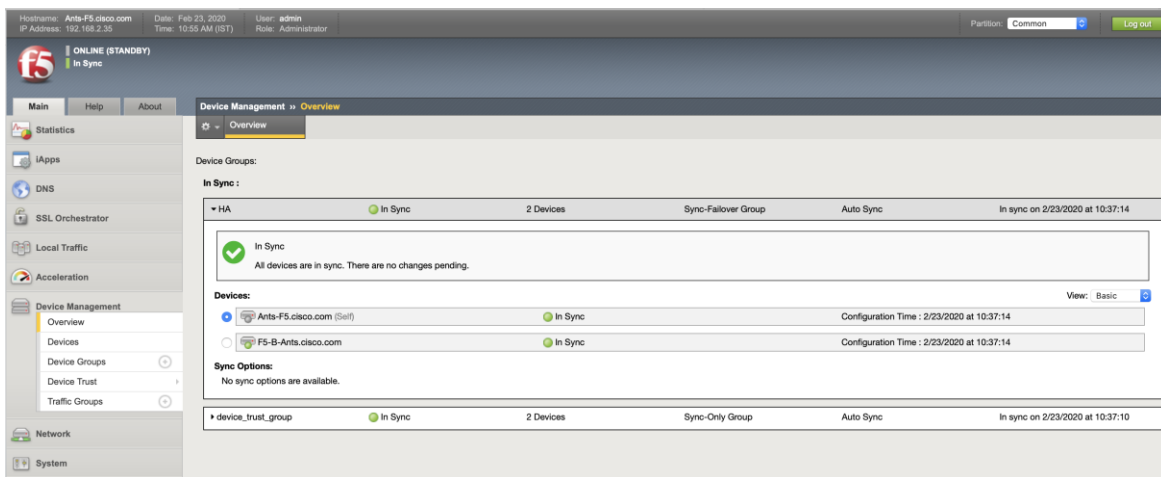 Hostname: Ants-F5.cisco.com Date: Feb 23, 2020 User: admin
IP Address: 192.168.2.35 Time: 10:55 AM (IST) Role: Administrator
Partition: Common Log out
f5
ONLINE (STANDBY)
In Sync
Main Help About
Device Management » Overview
Overview
Statistics
iApps
DNS
SSL Orchestrator
Local Traffic
Acceleration
Device Management
Overview
Devices
Device Groups
Device Trust
Traffic Groups
Network
System
Device Groups:
In Sync :
HA In Sync 2 Devices Sync-Failover Group Auto Sync In sync on 2/23/2020 at 10:37:14
In Sync
All devices are in sync. There are no changes pending.
Devices: View: Basic
Ants-F5.cisco.com (Self) In Sync Configuration Time : 2/23/2020 at 10:37:14
F5-B-Ants.cisco.com In Sync Configuration Time : 2/23/2020 at 10:37:14
Sync Options:
No sync options are available.
device_trust_group In Sync 2 Devices Sync-Only Group Auto Sync In sync on 2/23/2020 at 10:37:10